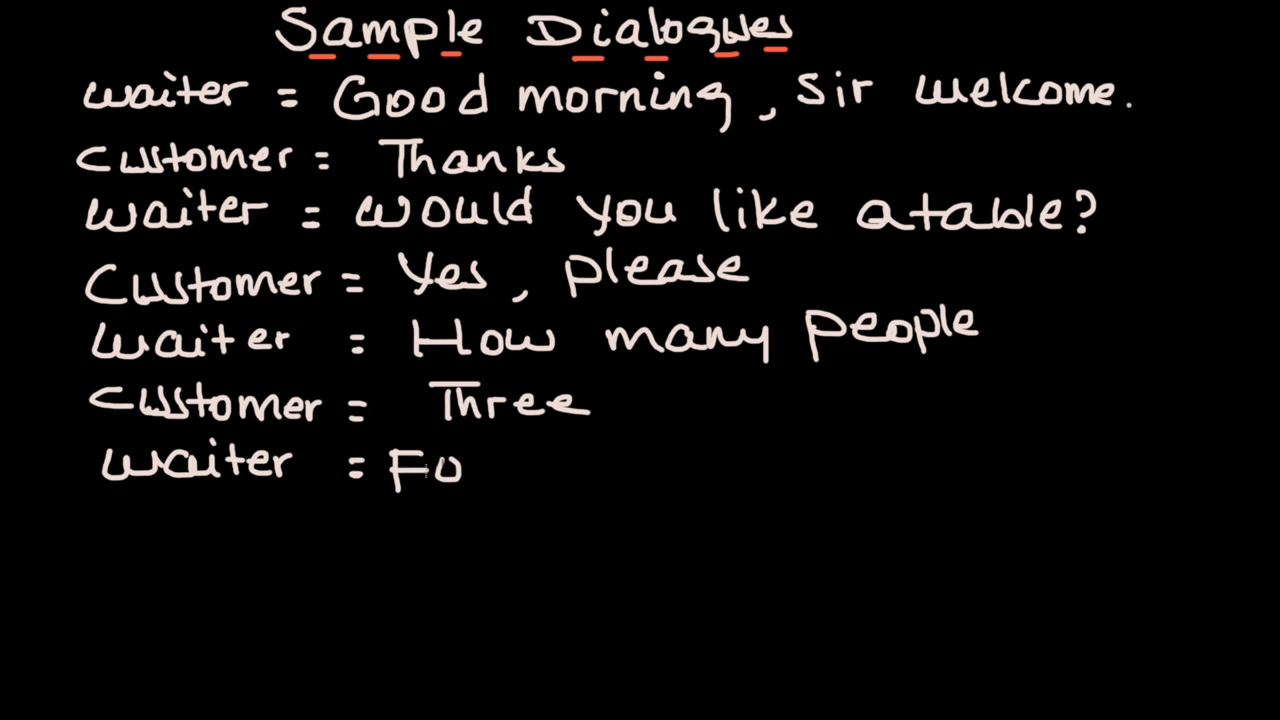 Sample Dialogues
waiter = Good morning, Sir welcome.
Customer = Thanks
waiter = would you like a table?
Customer = Yes, please
waiter = How many people
Customer = Three
waiter = Fo